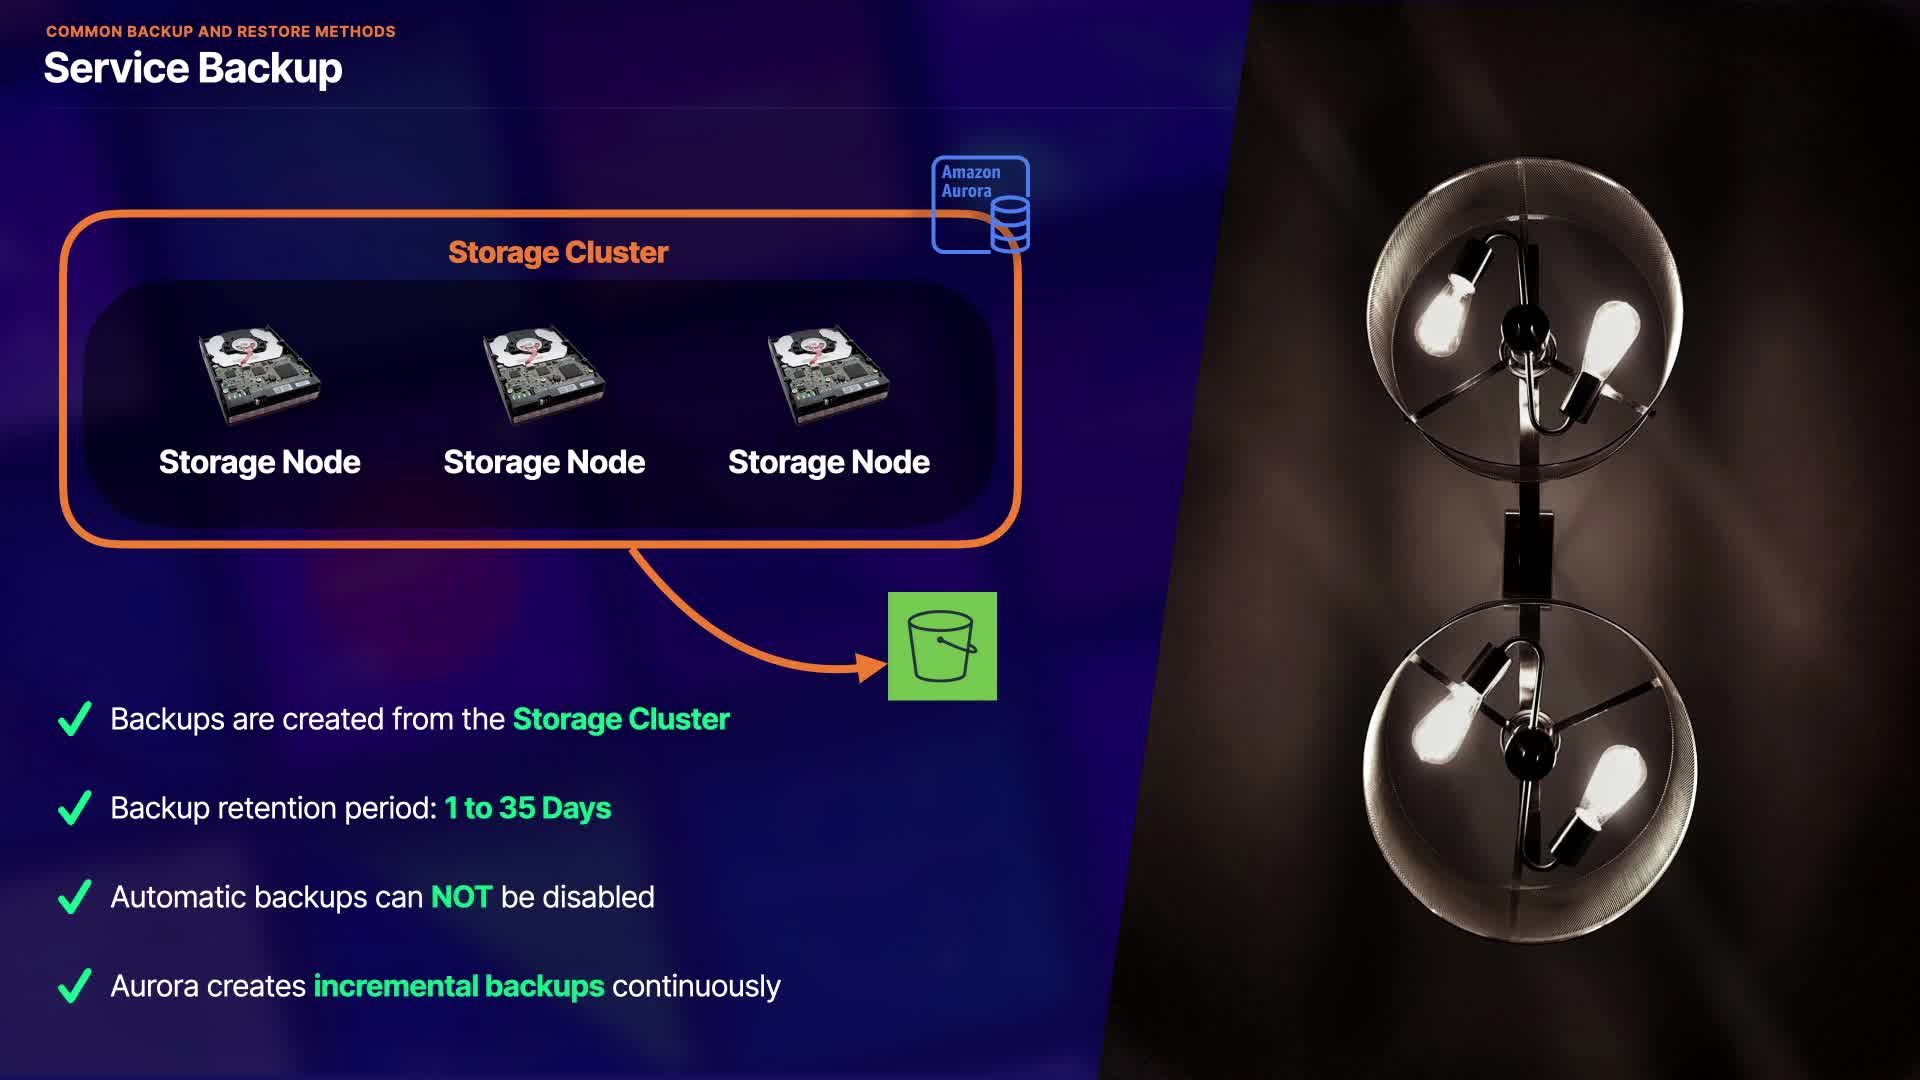 COMMON BACKUP AND RESTORE METHODS
Service Backup
Amazon
Aurora
Storage Cluster
Storage Node
Storage Node
Storage Node
Backups are created from the Storage Cluster
Backup retention period: 1 to 35 Days
Automatic backups can NOT be disabled
Aurora creates incremental backups continuously